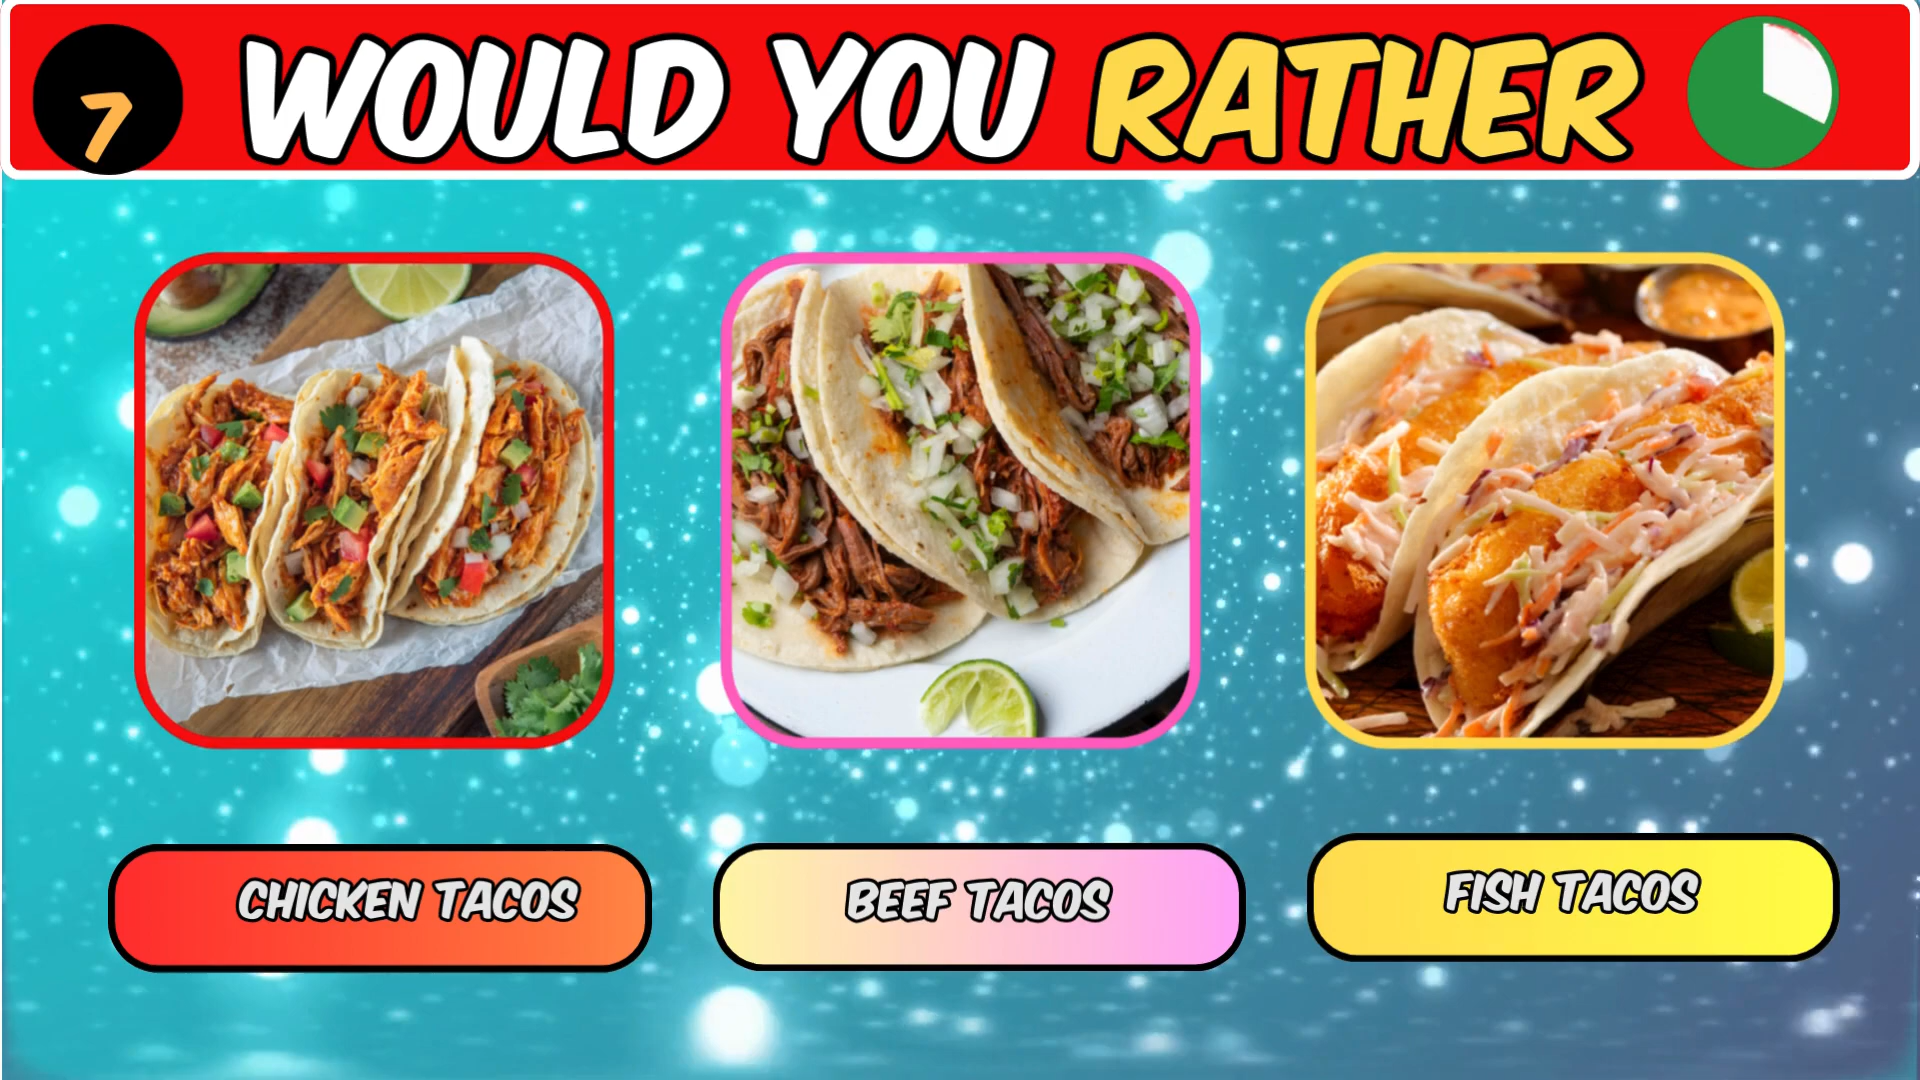 7
WOULD YOU RATHER
CHICKEN TACOS
BEEF TACOS
FISH TACOS